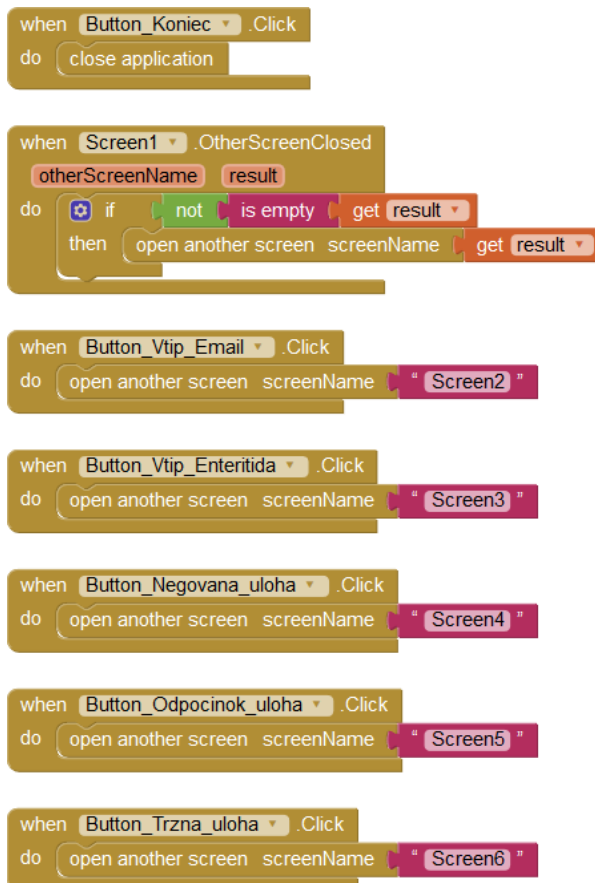 when Button_Koniec .Click
do close application
when Screen1 .OtherScreenClosed
otherScreenName result
do if not is empty get result
then open another screen screenName get result
when Button_Vtip_Email .Click
do open another screen screenName “ Screen2 ”
when Button_Vtip_Enteritida .Click
do open another screen screenName “ Screen3 ”
when Button_Negovana_uloha .Click
do open another screen screenName “ Screen4 ”
when Button_Odpocinok_uloha .Click
do open another screen screenName “ Screen5 ”
when Button_Trzna_uloha .Click
do open another screen screenName “ Screen6 ”